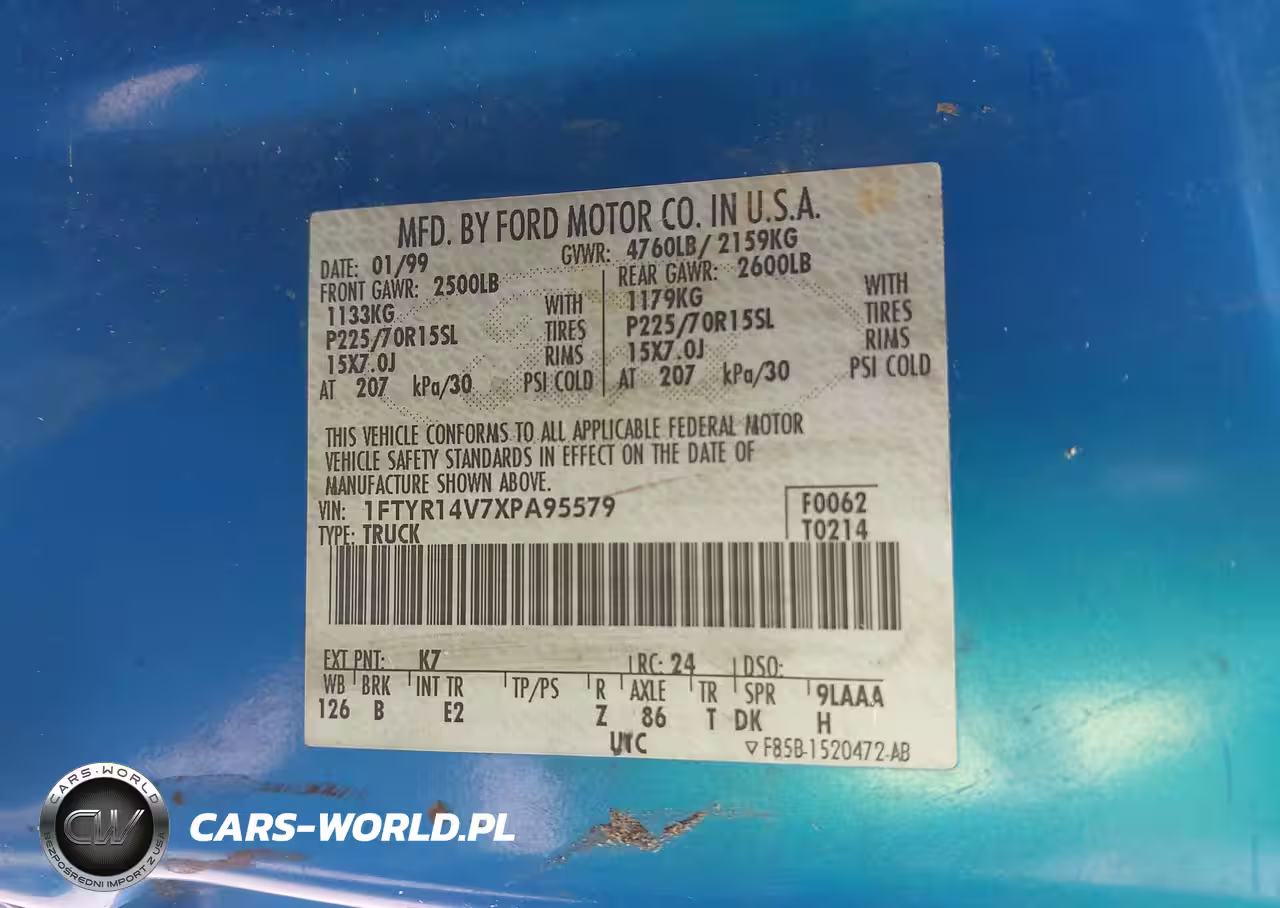 MFD. BY FORD MOTOR CO. IN U.S.A.
DATE: 01/99 GVWR: 4760LB/ 2159KG
FRONT GAWR: 2500LB REAR GAWR: 2600LB
1133KG WITH 1179KG WITH
P225/70R15SL TIRES P225/70R15SL TIRES
15X7.0J RIMS 15X7.0J RIMS
AT 207 kPa/30 PSI COLD AT 207 kPa/30 PSI COLD
THIS VEHICLE CONFORMS TO ALL APPLICABLE FEDERAL MOTOR
VEHICLE SAFETY STANDARDS IN EFFECT ON THE DATE OF
MANUFACTURE SHOWN ABOVE.
VIN: 1FTYR14V7XPA95579 F0062
TYPE: TRUCK T0214
EXT PNT: K7 RC: 24 DSO:
WB BRK INT TR TP/PS R AXLE TR SPR 9LAAA
126 B E2 Z 86 T DK H
UTC ▽ F85B-1520472-AB
CARS-WORLD
CW
BEZPOŚREDNI IMPORT Z USA
CARS-WORLD.PL